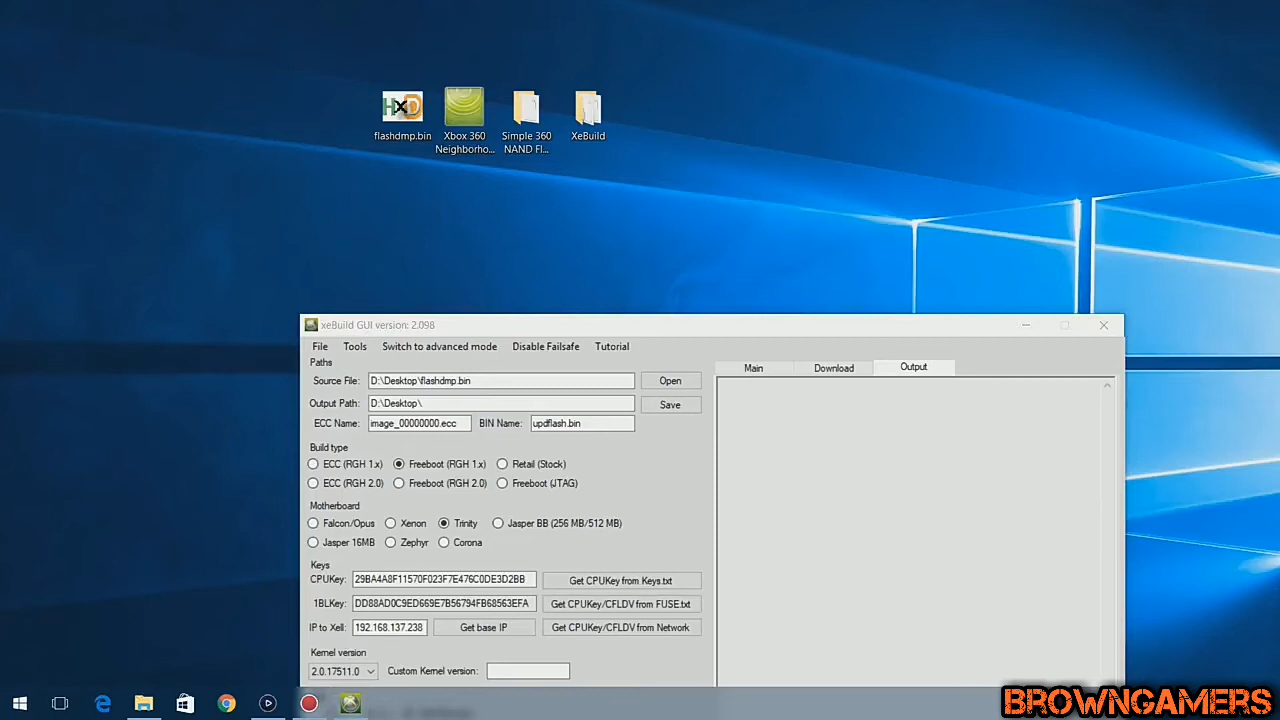 HXD
flashdmp.bin
Xbox 360 Neighborho...
Simple 360 NAND Fl...
XeBuild
xeBuild GUI version: 2.098
File Tools Switch to advanced mode Disable Failsafe Tutorial
Paths
Source File: D:\Desktop\flashdmp.bin Open
Output Path: D:\Desktop\ Save
ECC Name: image_00000000.ecc BIN Name: updflash.bin
Build type
ECC (RGH 1.x) Freeboot (RGH 1.x) Retail (Stock)
ECC (RGH 2.0) Freeboot (RGH 2.0) Freeboot (JTAG)
Motherboard
Falcon/Opus Xenon Trinity Jasper BB (256 MB/512 MB)
Jasper 16MB Zephyr Corona
Keys
CPUKey: 29BA4A8F11570F023F7E476C0DE3D2BB Get CPUKey from Keys.txt
1BLKey: DD88AD0C9ED669E7B56794FB68563EFA Get CPUKey/CFLDV from FUSE.txt
IP to Xell: 192.168.137.238 Get base IP Get CPUKey/CFLDV from Network
Kernel version
2.0.17511.0 Custom Kernel version:
Main Download Output
BROWNGAMERS